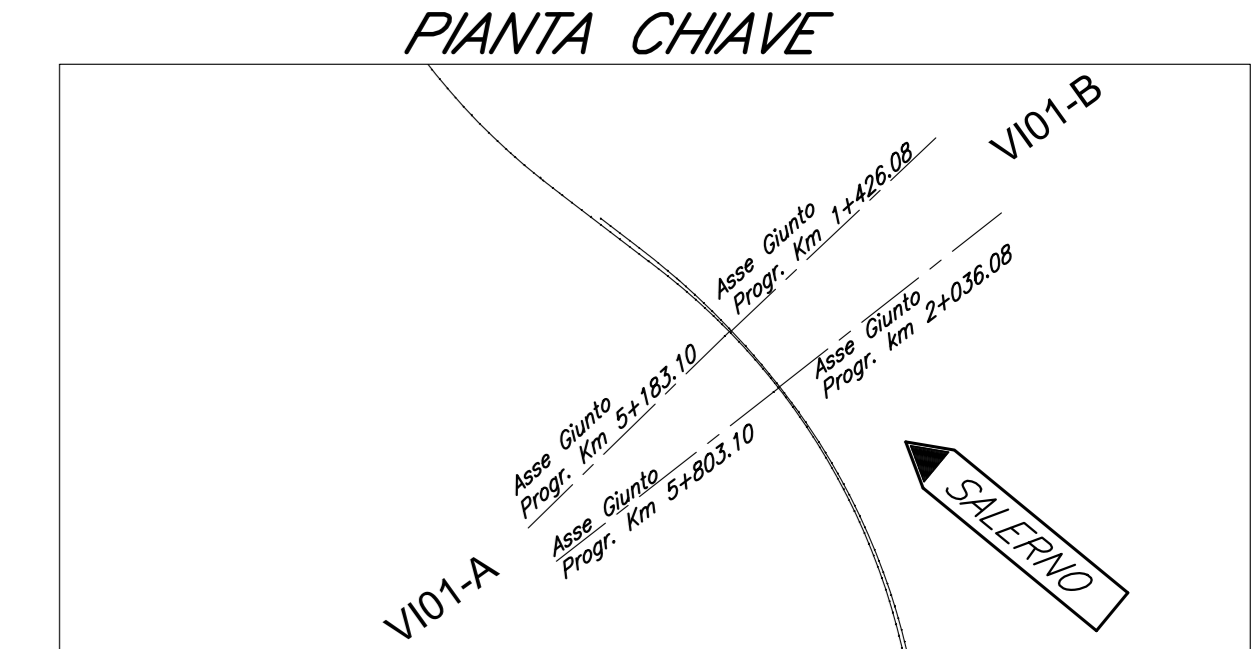 PIANTA CHIAVE
VI01-B
Asse Giunto
Progr. Km 1+426.08
Asse Giunto
Progr. km 2+036.08
Asse Giunto
Progr. Km 5+183.10
Asse Giunto
Progr. Km 5+803.10
VI01-A
SALERNO